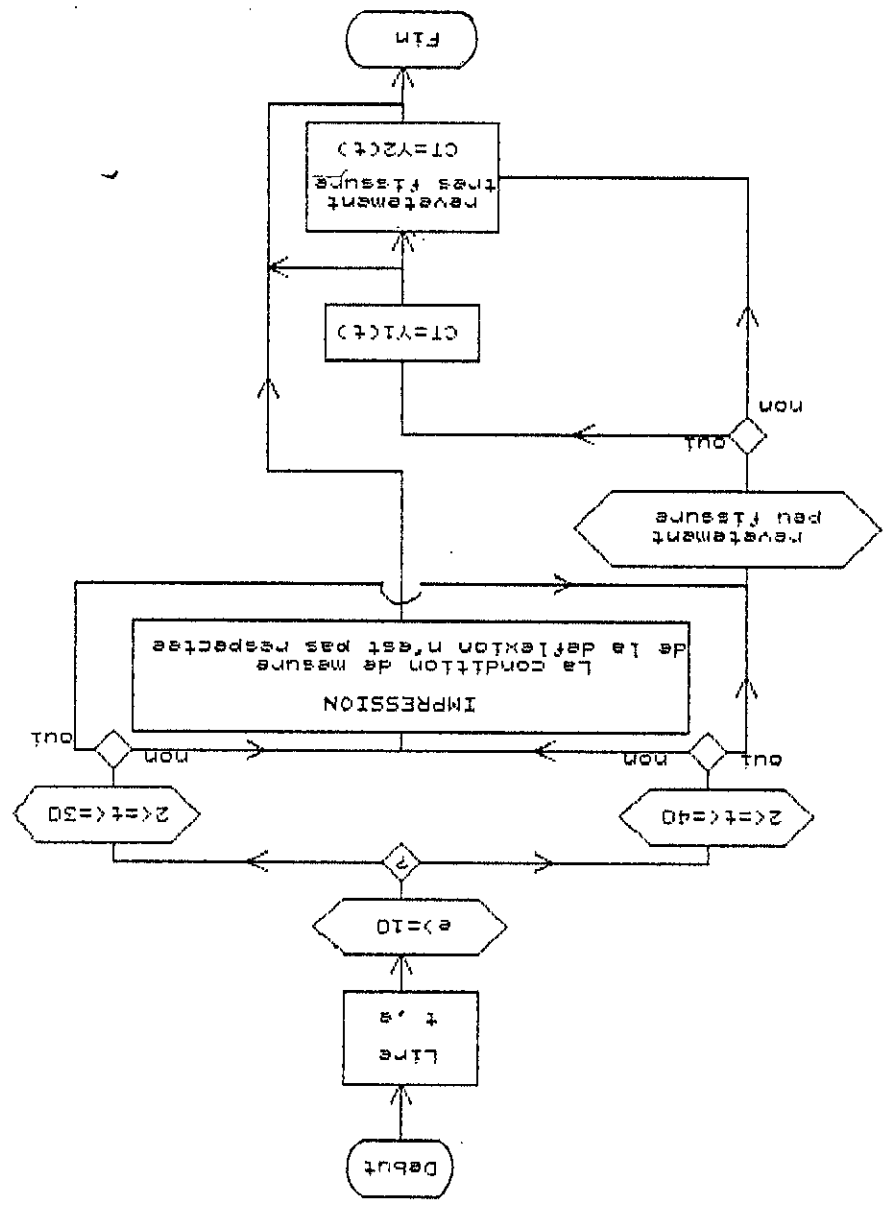 Debut
Lire
t ,e
e>=10
?
2<=t<=40
2<=t<=30
oui
non
non
oui
IMPRESSION
La condition de mesure
de la deflexion n'est pas respectee
revetement
peu fissure
oui
non
CT=Y1(t)
revetement
tres fissure
CT=Y2(t)
Fin